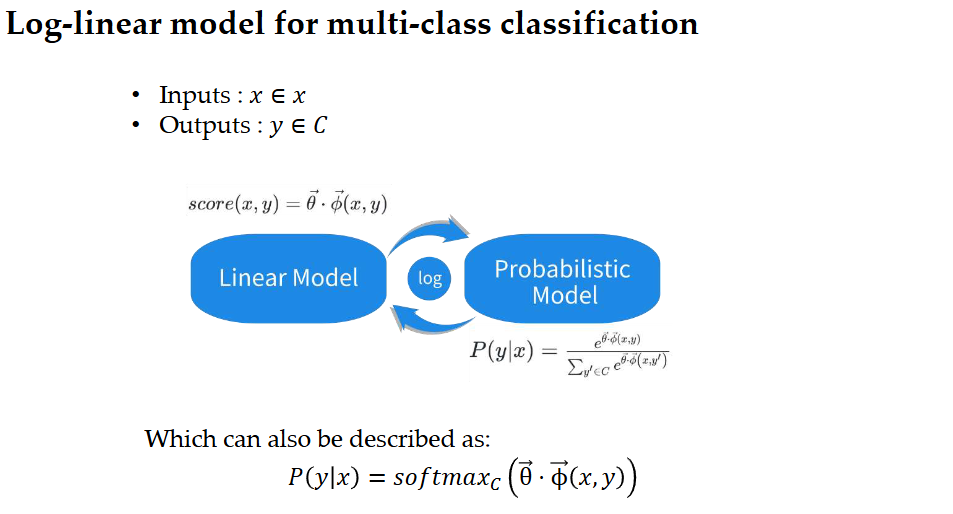 Log-linear model for multi-class classification
• Inputs : x ∈ x
• Outputs : y ∈ C
score(x, y) = θ⃗ · ϕ⃗(x, y)
Linear Model
log
Probabilistic
Model
P(y|x) = e^{θ⃗·ϕ⃗(x,y)} / ∑_{y′∈C} e^{θ⃗·ϕ⃗(x,y′)}
Which can also be described as:
P(y|x) = softmax_C (θ⃗ · ϕ⃗(x, y))